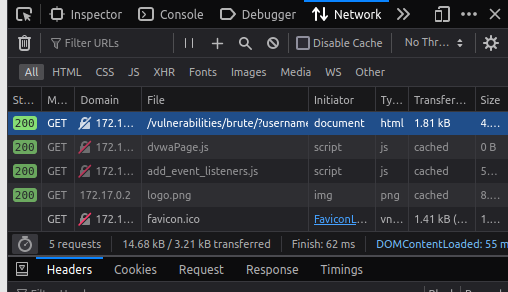 Inspector Console Debugger Network
Filter URLs Disable Cache No Thr…
All HTML CSS JS XHR Fonts Images Media WS Other
St… M… Domain File Initiator Ty… Transfer… Size
200 GET 172.1… /vulnerabilities/brute/?username document html 1.81 kB 4.…
200 GET 172.1… dvwaPage.js script js cached 0 B
200 GET 172.1… add_event_listeners.js script js cached 5.…
200 GET 172.17.0.2 logo.png img png cached 8.…
GET 172.1… favicon.ico FaviconL… vn… 1.41 kB (… 1.…
5 requests 14.68 kB / 3.21 kB transferred Finish: 62 ms DOMContentLoaded: 55 m
Headers Cookies Request Response Timings